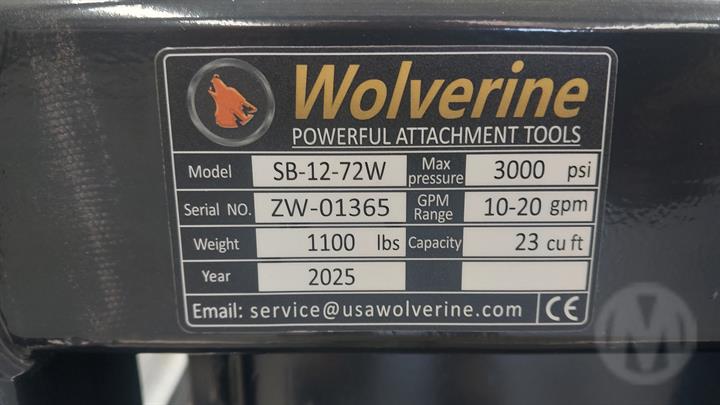 Wolverine
POWERFUL ATTACHMENT TOOLS
Model SB-12-72W Max pressure 3000 psi
Serial NO. ZW-01365 GPM Range 10-20 gpm
Weight 1100 lbs Capacity 23 cu ft
Year 2025
Email: service@usawolverine.com CE
M